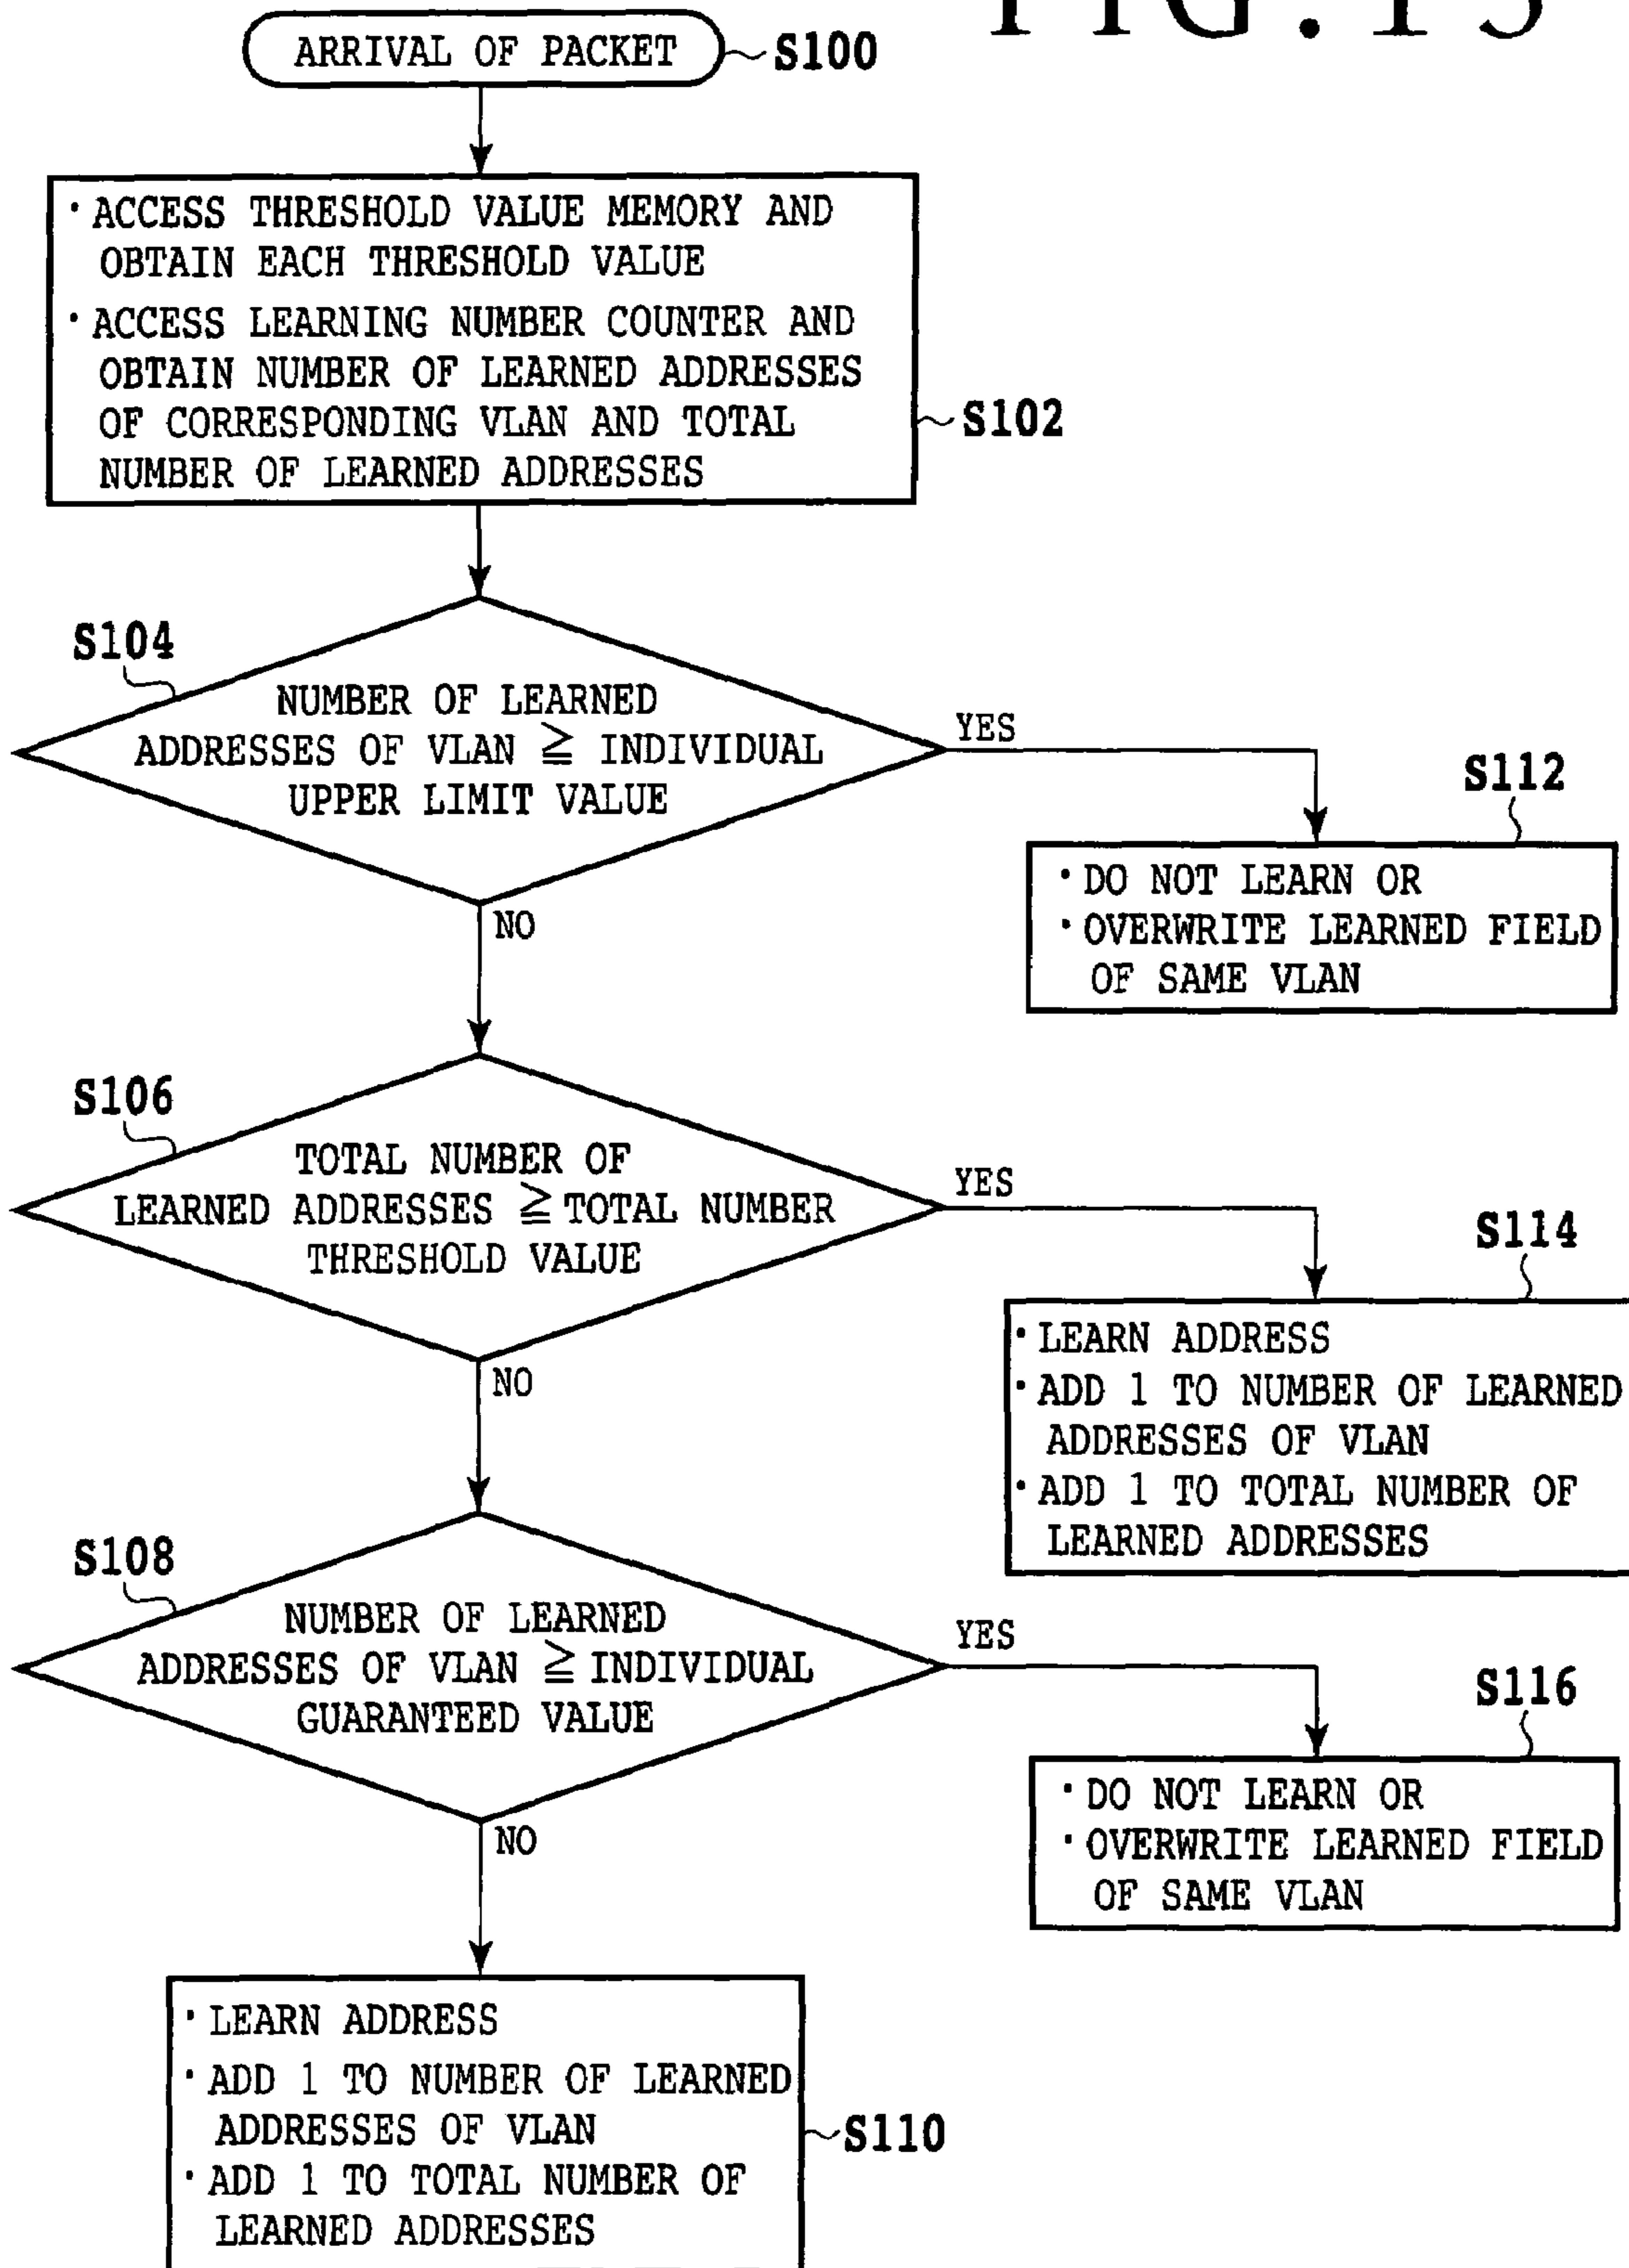 FIG.13
ARRIVAL OF PACKET
S100
· ACCESS THRESHOLD VALUE MEMORY AND
OBTAIN EACH THRESHOLD VALUE
· ACCESS LEARNING NUMBER COUNTER AND
OBTAIN NUMBER OF LEARNED ADDRESSES
OF CORRESPONDING VLAN AND TOTAL
NUMBER OF LEARNED ADDRESSES
S102
S104
NUMBER OF LEARNED
ADDRESSES OF VLAN ≧ INDIVIDUAL
UPPER LIMIT VALUE
YES
NO
S112
· DO NOT LEARN OR
· OVERWRITE LEARNED FIELD
OF SAME VLAN
S106
TOTAL NUMBER OF
LEARNED ADDRESSES ≧ TOTAL NUMBER
THRESHOLD VALUE
YES
NO
S114
· LEARN ADDRESS
· ADD 1 TO NUMBER OF LEARNED
ADDRESSES OF VLAN
· ADD 1 TO TOTAL NUMBER OF
LEARNED ADDRESSES
S108
NUMBER OF LEARNED
ADDRESSES OF VLAN ≧ INDIVIDUAL
GUARANTEED VALUE
YES
NO
S116
· DO NOT LEARN OR
· OVERWRITE LEARNED FIELD
OF SAME VLAN
· LEARN ADDRESS
· ADD 1 TO NUMBER OF LEARNED
ADDRESSES OF VLAN
· ADD 1 TO TOTAL NUMBER OF
LEARNED ADDRESSES
S110